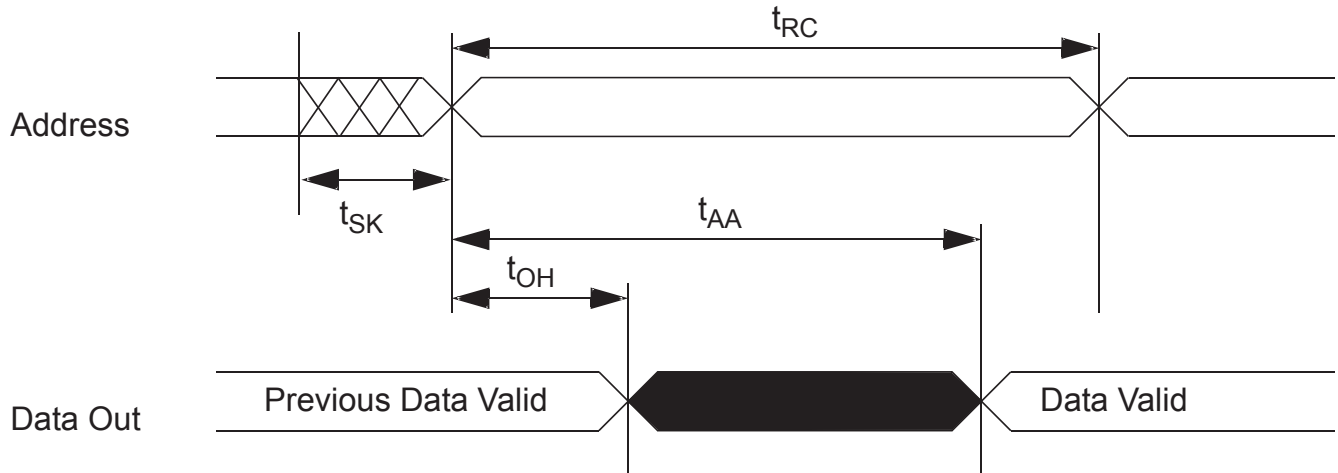 tRC
Address
tSK
tAA
tOH
Previous Data Valid
Data Valid
Data Out